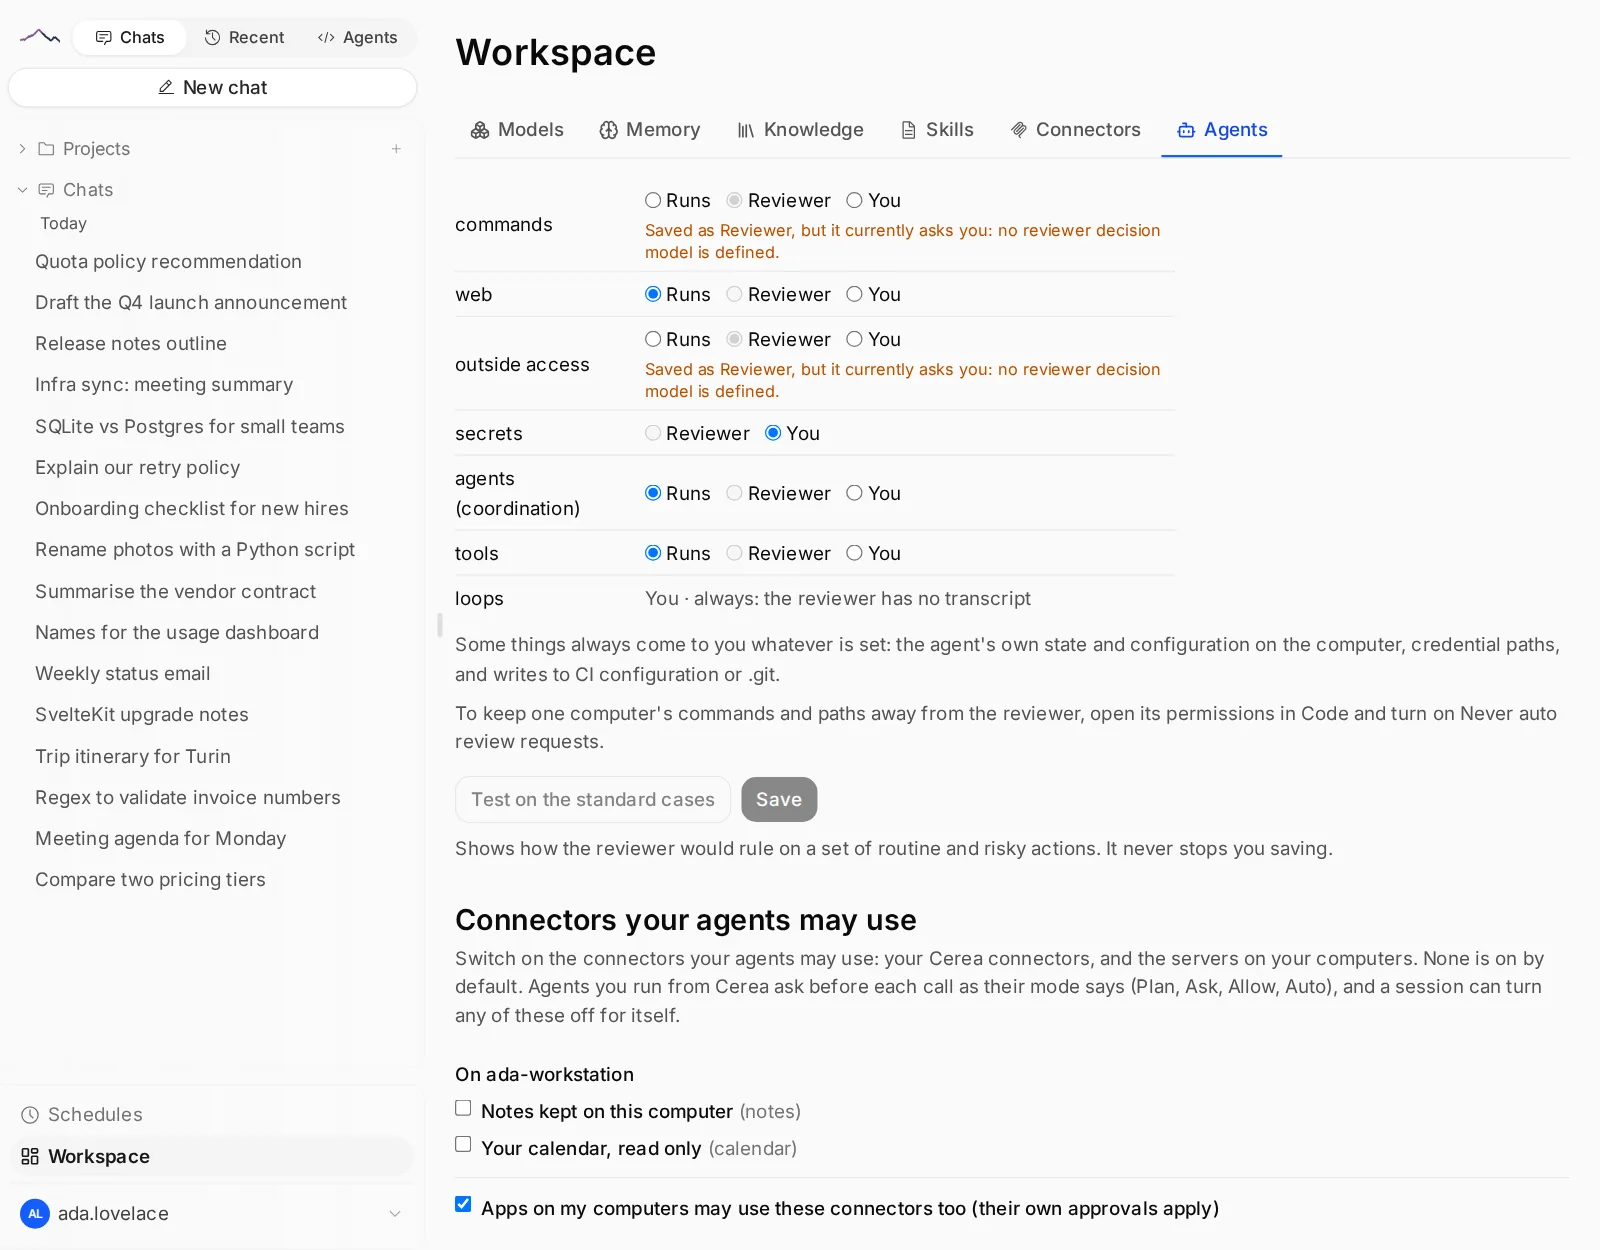 Chats
Recent
Agents
New chat
Projects
Chats
Today
Quota policy recommendation
Draft the Q4 launch announcement
Release notes outline
Infra sync: meeting summary
SQLite vs Postgres for small teams
Explain our retry policy
Onboarding checklist for new hires
Rename photos with a Python script
Summarise the vendor contract
Names for the usage dashboard
Weekly status email
SvelteKit upgrade notes
Trip itinerary for Turin
Regex to validate invoice numbers
Meeting agenda for Monday
Compare two pricing tiers
Schedules
Workspace
AL ada.lovelace
Workspace
Models Memory Knowledge Skills Connectors Agents
commands
Runs Reviewer You
Saved as Reviewer, but it currently asks you: no reviewer decision
model is defined.
web Runs Reviewer You
outside access
Runs Reviewer You
Saved as Reviewer, but it currently asks you: no reviewer decision
model is defined.
secrets Reviewer You
agents
(coordination)
Runs Reviewer You
tools Runs Reviewer You
loops You · always: the reviewer has no transcript
Some things always come to you whatever is set: the agent's own state and configuration on the computer, credential paths,
and writes to CI configuration or .git.
To keep one computer's commands and paths away from the reviewer, open its permissions in Code and turn on Never auto
review requests.
Test on the standard cases Save
Shows how the reviewer would rule on a set of routine and risky actions. It never stops you saving.
Connectors your agents may use
Switch on the connectors your agents may use: your Cerea connectors, and the servers on your computers. None is on by
default. Agents you run from Cerea ask before each call as their mode says (Plan, Ask, Allow, Auto), and a session can turn
any of these off for itself.
On ada-workstation
Notes kept on this computer (notes)
Your calendar, read only (calendar)
Apps on my computers may use these connectors too (their own approvals apply)